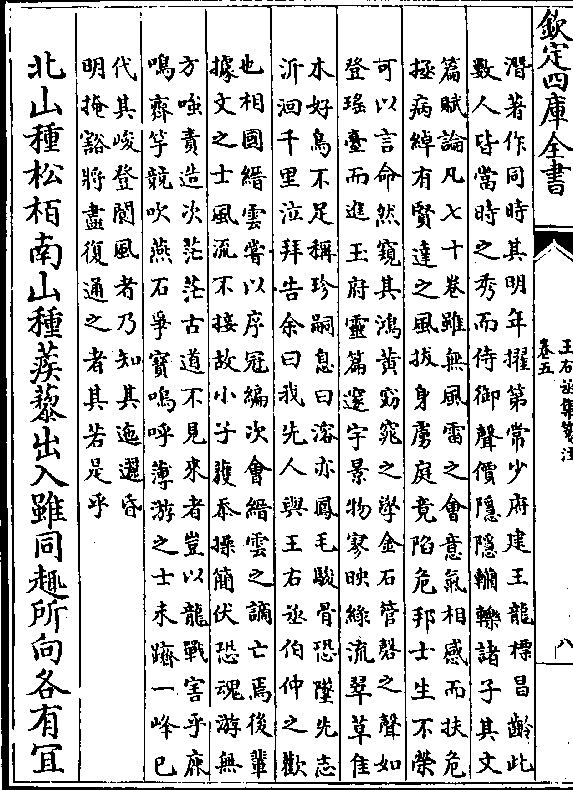 欽定四庫全書
王右丞集箋注
卷五
八
潛著作同時其明年擢第常少府建王龍標昌齡此
數人皆當時之秀而侍御聲價隱隱轥轢諸子其文
篇賦論凡七十卷雖無風雷之會意氣相感而扶危
拯病綽有賢達之風拔身虜庭竟陷危邦士生不榮
可以言命然窺其鴻黃窈窕之學金石管磬之聲如
登瑤臺而進玉府靈篇邃宇景物寥映綠流翠草佳
木好鳥不足稱珍嗣息曰溶亦鳳毛駿骨恐墜先志
泝洄千里泣拜告余曰我先人與王右丞伯仲之歡
也相國縉雲嘗以序冠編次會縉雲之謫亡焉後輩
據文之士風流不接故小子獲忝操簡伏恐魂游無
方嗤責造次茫茫古道不見來者豈以龍戰害乎麻
鳴齊竽競吹燕石爭寶嗚呼薄游之士未躋一峰已
代其峻登閬風者乃知其迤邐昏
明掩豁將盡復通之者其若是乎
北山種松栢南山種蒺藜出入雖同趣所向各有冝